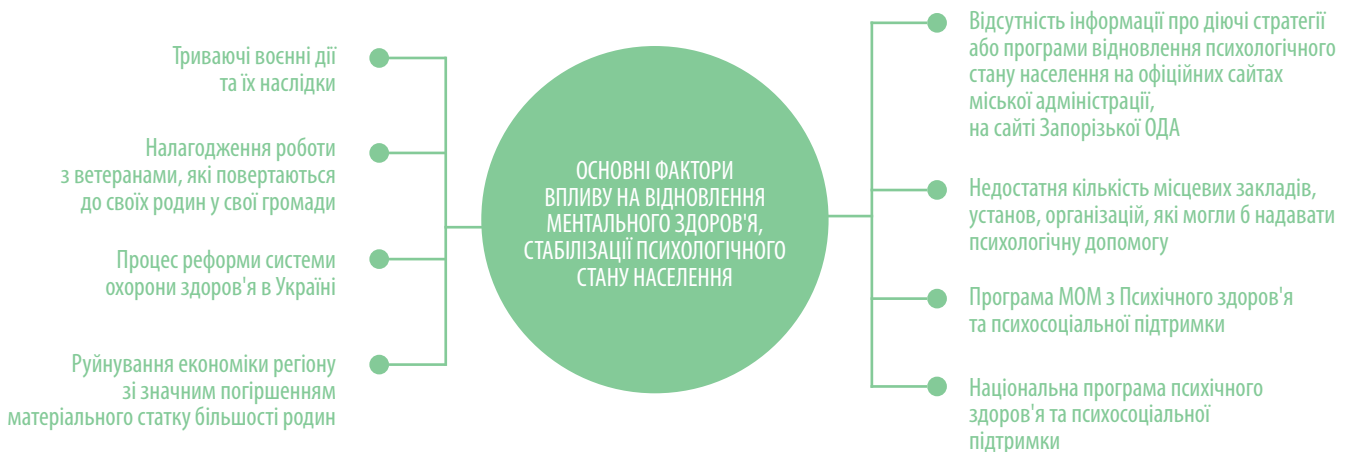 Триваючі воєнні дії
та їх наслідки
Налагодження роботи
з ветеранами, які повертаються
до своїх родин у свої громади
Процес реформи системи
охорони здоров'я в Україні
Руйнування економіки регіону
зі значним погіршенням
матеріального статку більшості родин
ОСНОВНІ ФАКТОРИ
ВПЛИВУ НА ВІДНОВЛЕННЯ
МЕНТАЛЬНОГО ЗДОРОВ'Я,
СТАБІЛІЗАЦІЇ ПСИХОЛОГІЧНОГО
СТАНУ НАСЕЛЕННЯ
Відсутність інформації про діючі стратегії
або програми відновлення психологічного
стану населення на офіційних сайтах
міської адміністрації,
на сайті Запорізької ОДА
Недостатня кількість місцевих закладів,
установ, організацій, які могли б надавати
психологічну допомогу
Програма МОМ з Психічного здоров'я
та психосоціальної підтримки
Національна програма психічного
здоров'я та психосоціальної
підтримки